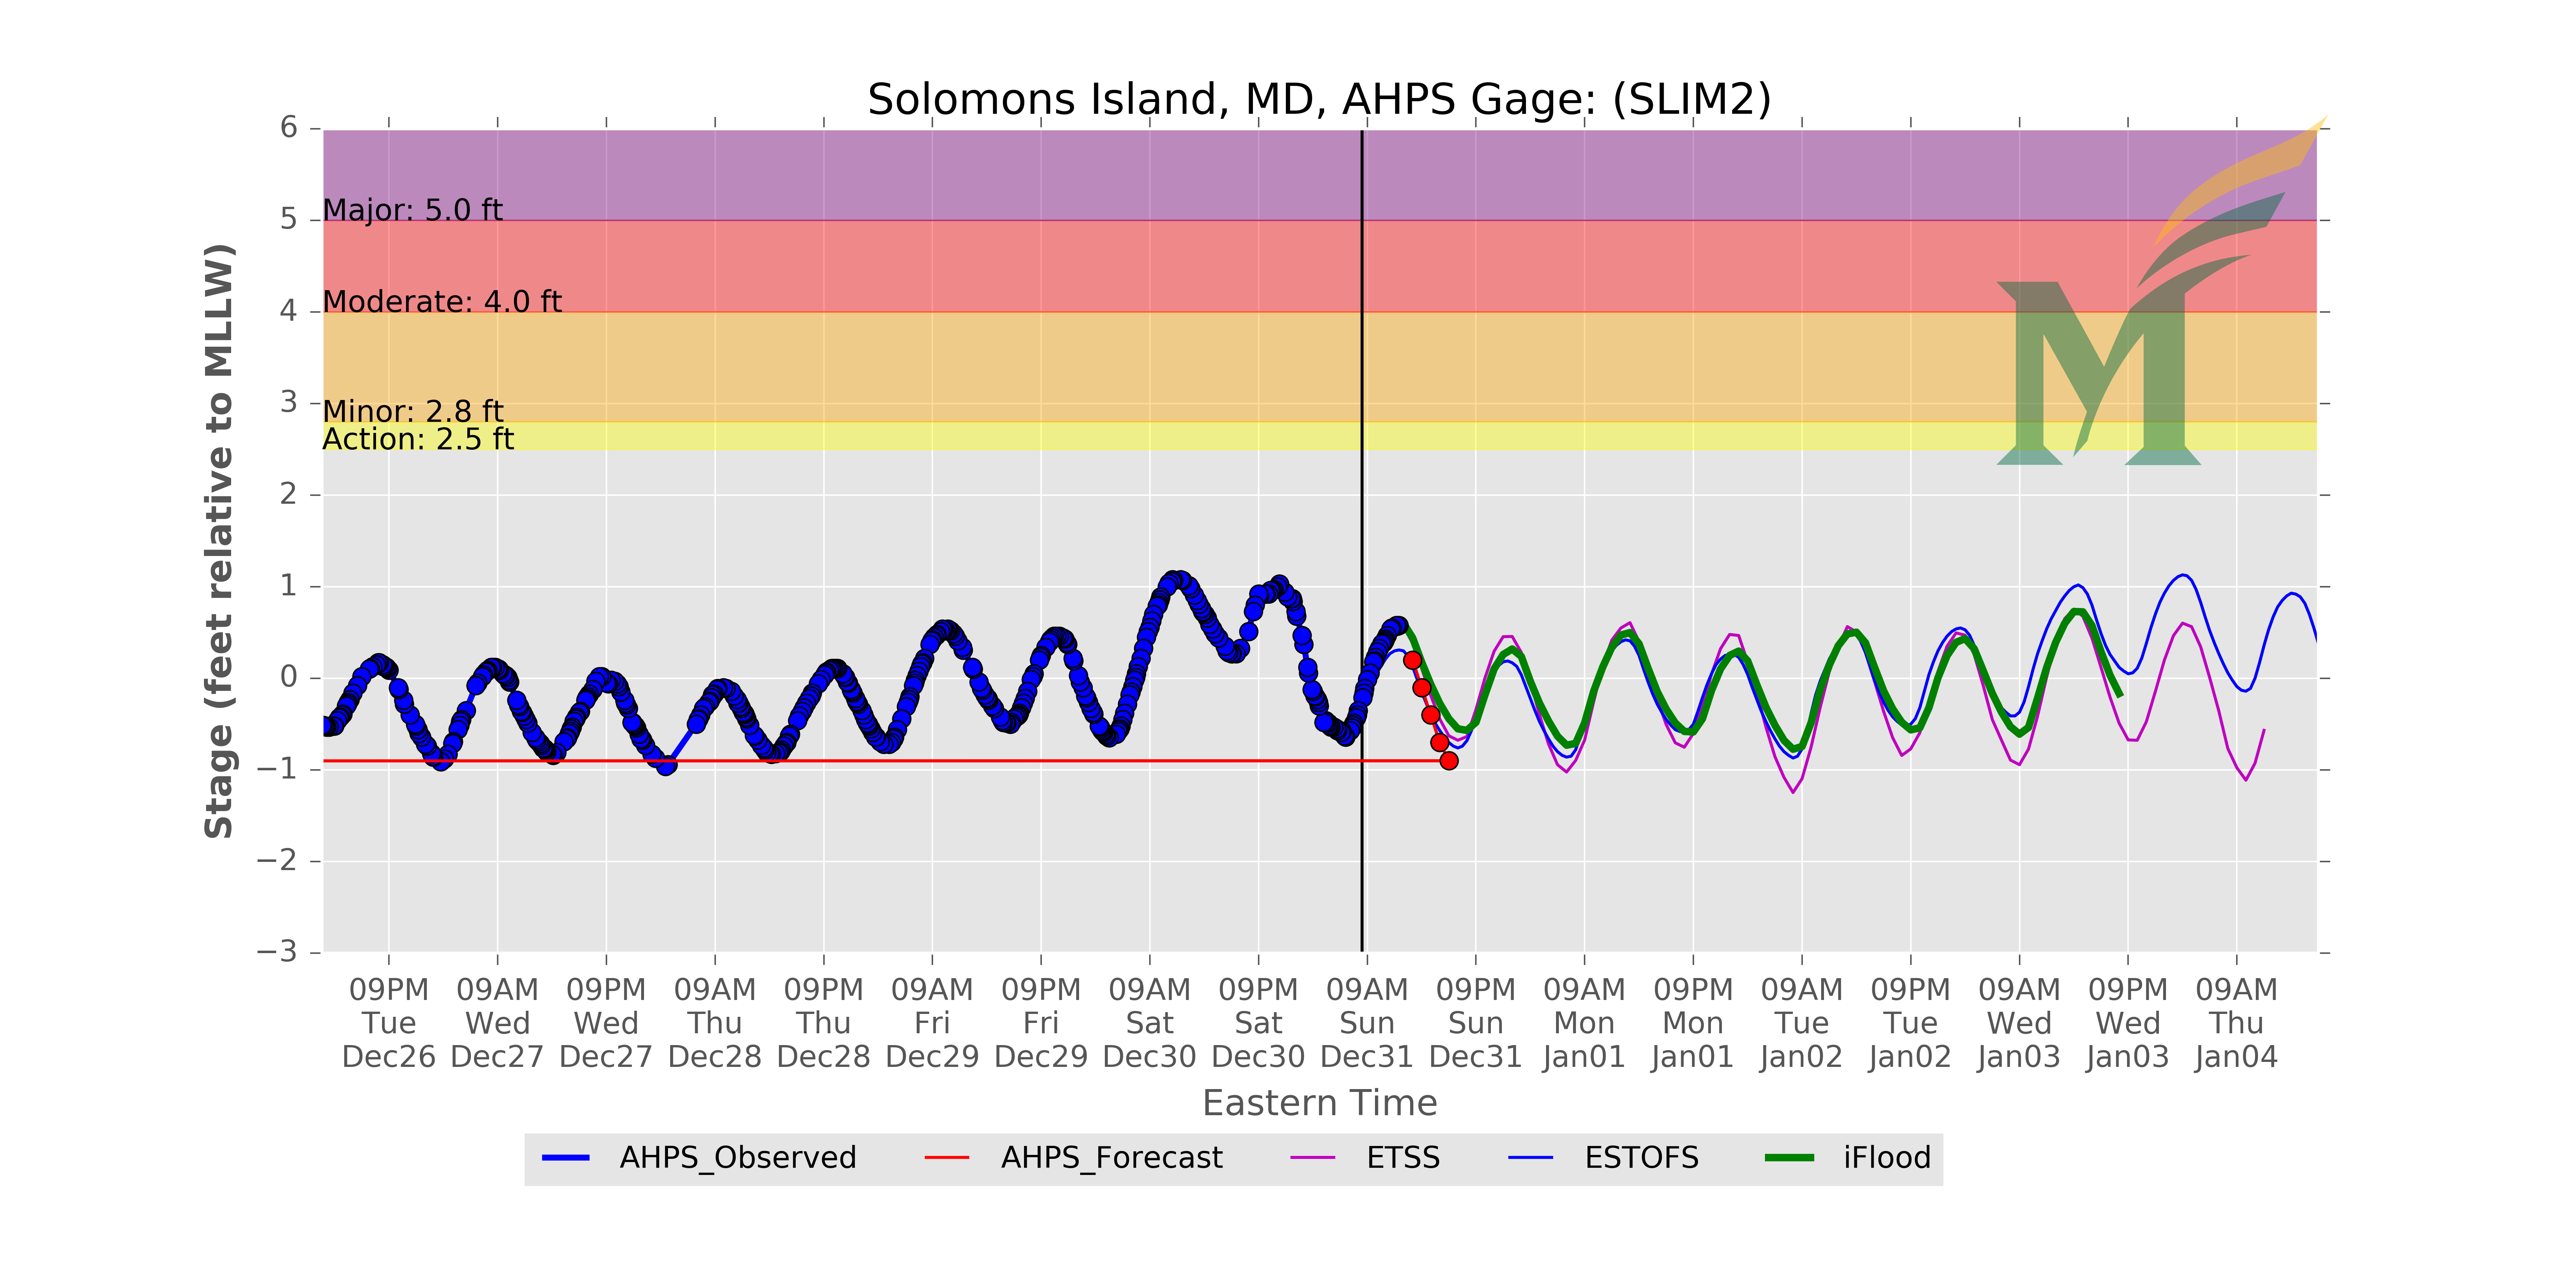 Solomons Island, MD, AHPS Gage: (SLIM2)
Stage (feet relative to MLLW)
6
5
4
3
2
1
0
−1
−2
−3
Major: 5.0 ft
Moderate: 4.0 ft
Minor: 2.8 ft
Action: 2.5 ft
M
09PM 09AM 09PM 09AM 09PM 09AM 09PM 09AM 09PM 09AM 09PM 09AM 09PM 09AM 09PM 09AM 09PM 09AM
Tue Wed Wed Thu Thu Fri Fri Sat Sat Sun Sun Mon Mon Tue Tue Wed Wed Thu
Dec26 Dec27 Dec27 Dec28 Dec28 Dec29 Dec29 Dec30 Dec30 Dec31 Dec31 Jan01 Jan01 Jan02 Jan02 Jan03 Jan03 Jan04
Eastern Time
AHPS_Observed AHPS_Forecast ETSS ESTOFS iFlood